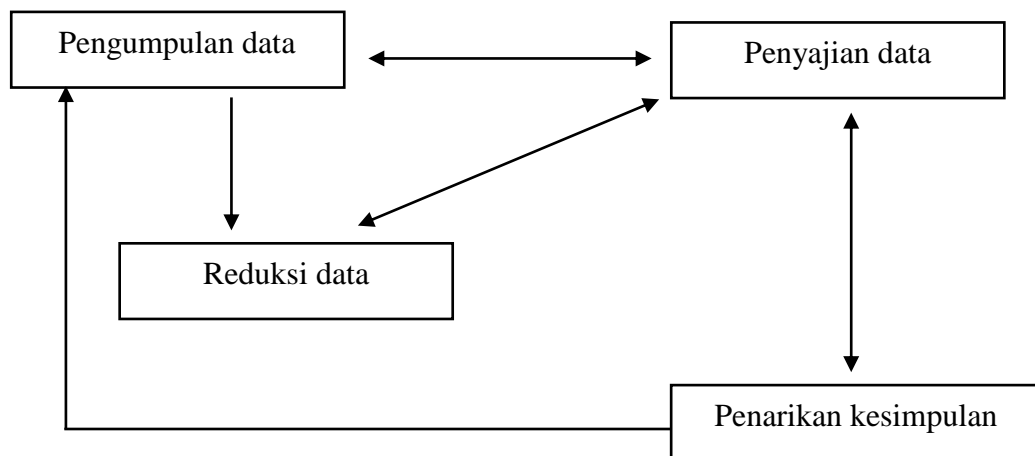 Pengumpulan data
Penyajian data
Reduksi data
Penarikan kesimpulan